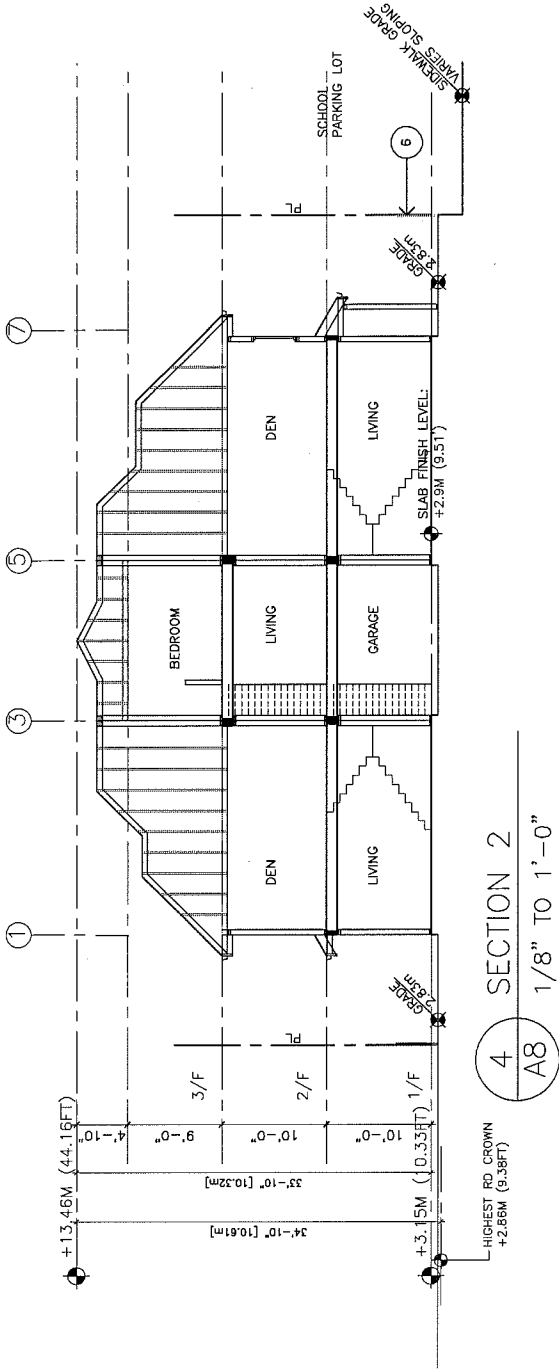 1
3
5
7
+13.46M (44.16FT)
4'-10"
9'-0"
10'-0"
10'-0"
33'-10" [10.32m]
34'-10" [10.61m]
3/F
2/F
1/F
+3.15M (10.33FT)
HIGHEST RD CROWN
+2.86M (9.38FT)
PL
GRADE
2.83m
BEDROOM
DEN
LIVING
DEN
LIVING
GARAGE
LIVING
SLAB FINISH LEVEL:
+2.9M (9.51')
PL
SCHOOL
PARKING LOT
6
GRADE
2.83m
SIDEWALK GRADE
VARIES SLOPING
4
A8
SECTION 2
1/8" TO 1'-0"